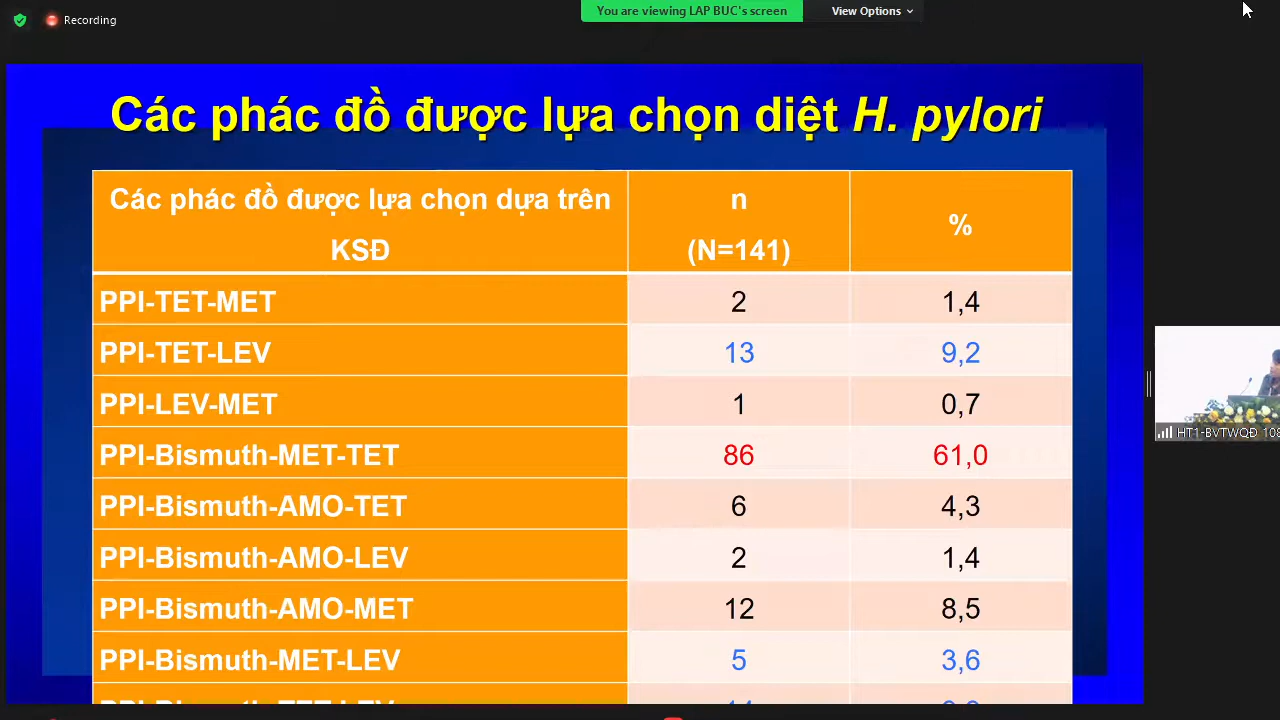 Recording
You are viewing LAP BUC's screen
View Options
Các phác đồ được lựa chọn diệt H. pylori
Các phác đồ được lựa chọn dựa trên
KSĐ
n
(N=141)
%
PPI-TET-MET 2 1,4
PPI-TET-LEV 13 9,2
PPI-LEV-MET 1 0,7
PPI-Bismuth-MET-TET 86 61,0
PPI-Bismuth-AMO-TET 6 4,3
PPI-Bismuth-AMO-LEV 2 1,4
PPI-Bismuth-AMO-MET 12 8,5
PPI-Bismuth-MET-LEV 5 3,6
PPI-Bismuth-TET-LEV
HT1-BVTWQĐ 108